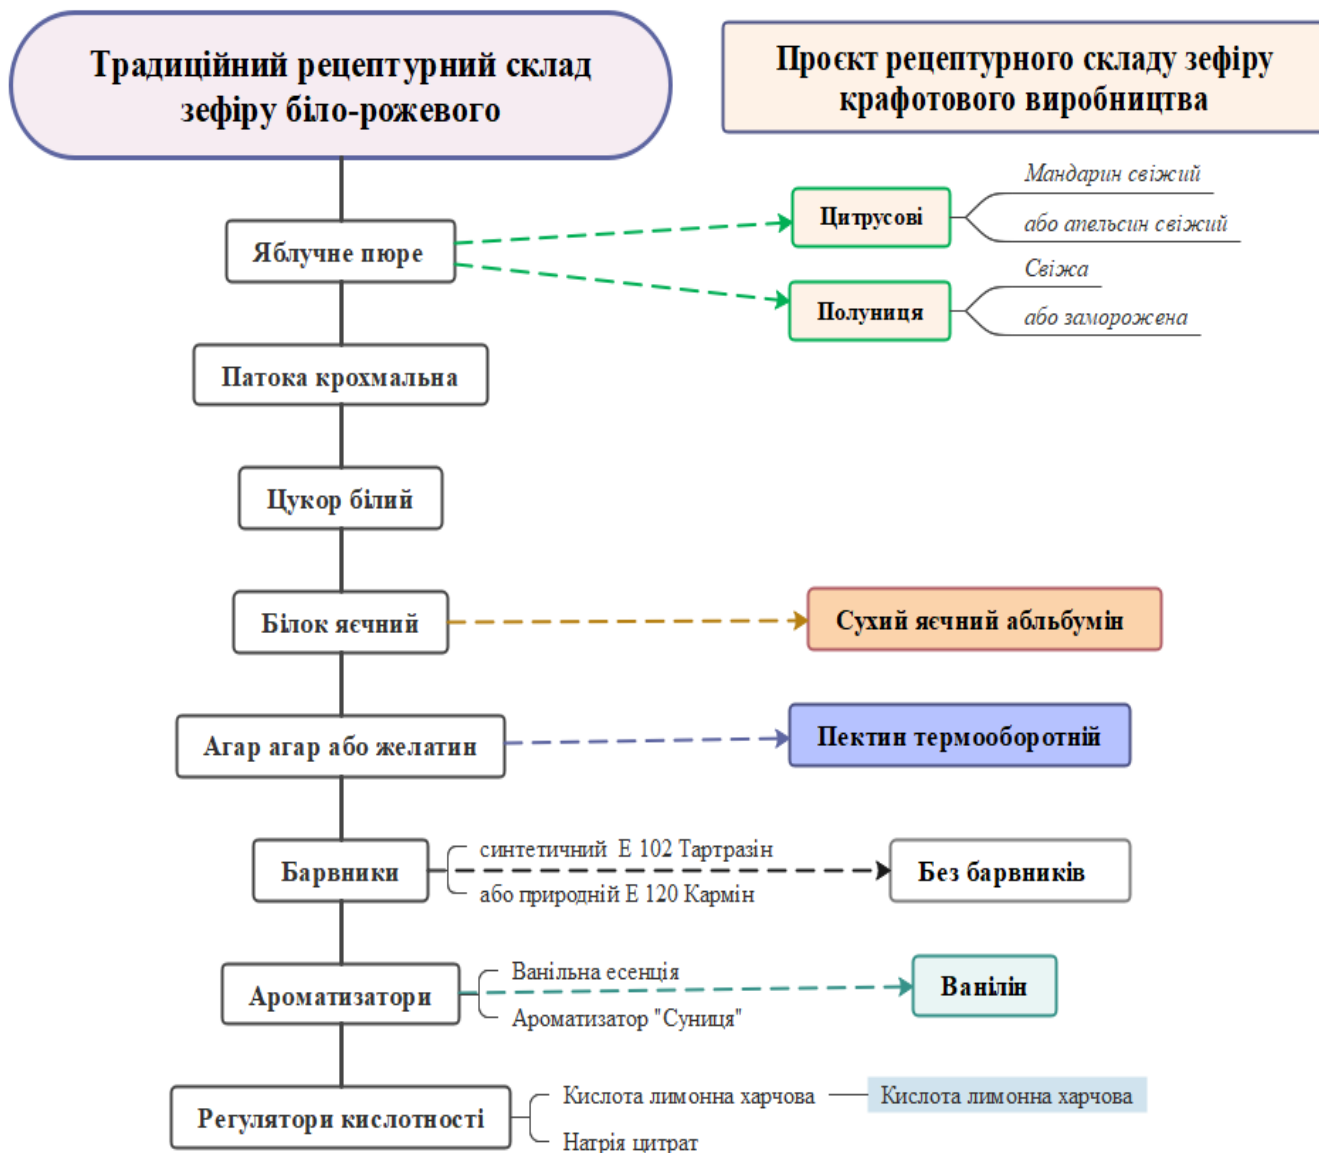 Традиційний рецептурний склад
зефіру біло-рожевого
Проєкт рецептурного складу зефіру
крафотового виробництва
Яблучне пюре
Цитрусові
Мандарин свіжий
або апельсин свіжий
Полуниця
Свіжа
або заморожена
Патока крохмальна
Цукор білий
Білок яєчний
Сухий яєчний абльбумін
Агар агар або желатин
Пектин термооборотній
Барвники
синтетичний Е 102 Тартразін
або природній Е 120 Кармін
Без барвників
Ароматизатори
Ванільна есенція
Ароматизатор "Суниця"
Ванілін
Регулятори кислотності
Кислота лимонна харчова
Кислота лимонна харчова
Натрія цитрат